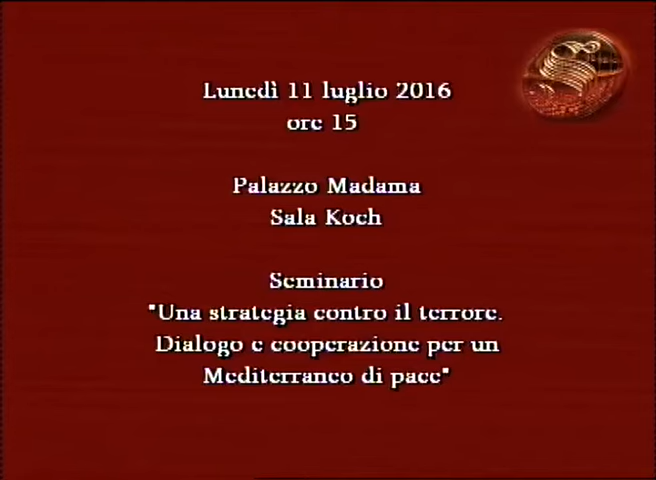 Lunedì 11 luglio 2016
ore 15
Palazzo Madama
Sala Koch
Seminario
"Una strategia contro il terrore.
Dialogo e cooperazione per un
Mediterraneo di pace"